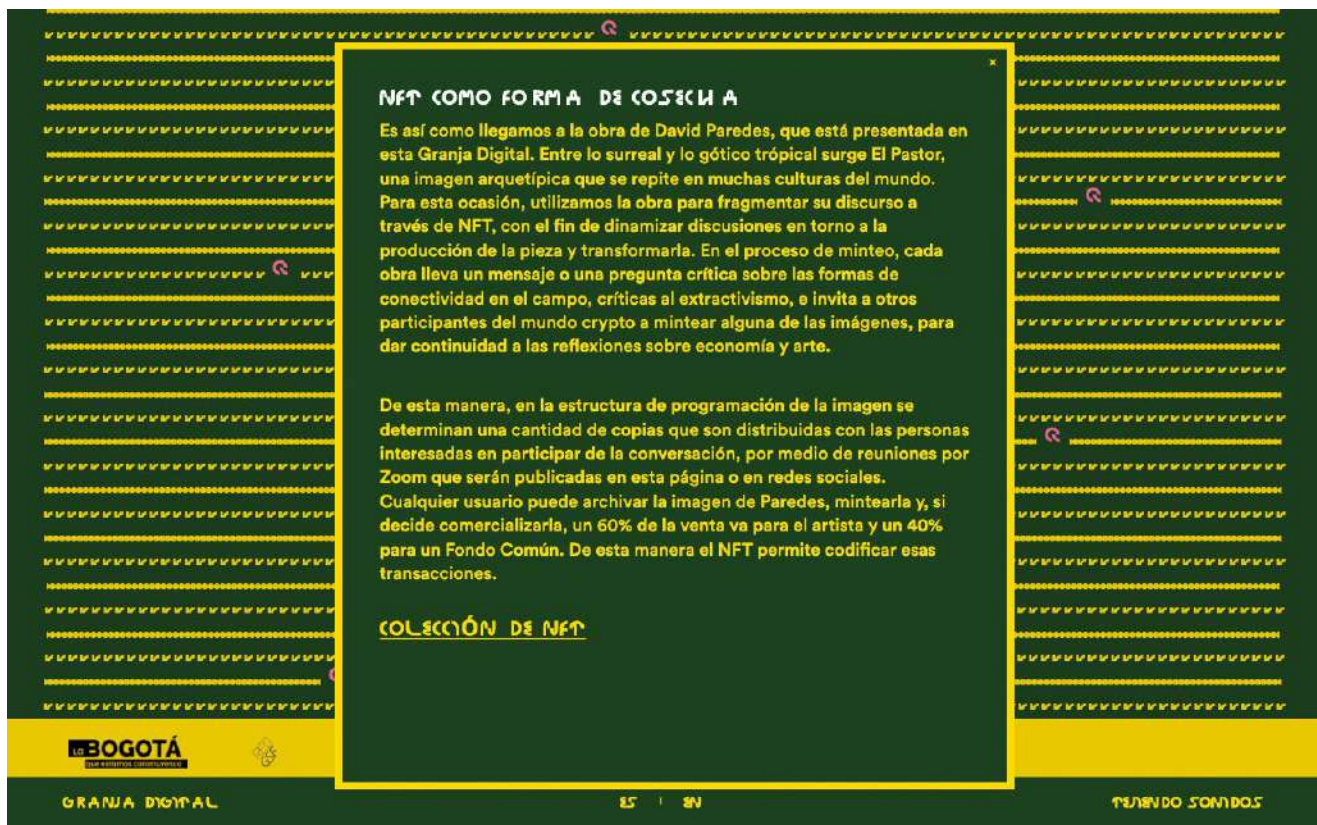 ×
NFT COMO FORMA DE COSECHA
Es así como llegamos a la obra de David Paredes, que está presentada en
esta Granja Digital. Entre lo surreal y lo gótico trópical surge El Pastor,
una imagen arquetípica que se repite en muchas culturas del mundo.
Para esta ocasión, utilizamos la obra para fragmentar su discurso a
través de NFT, con el fin de dinamizar discusiones en torno a la
producción de la pieza y transformarla. En el proceso de minteo, cada
obra lleva un mensaje o una pregunta crítica sobre las formas de
conectividad en el campo, críticas al extractivismo, e invita a otros
participantes del mundo crypto a mintear alguna de las imágenes, para
dar continuidad a las reflexiones sobre economía y arte.
De esta manera, en la estructura de programación de la imagen se
determinan una cantidad de copias que son distribuidas con las personas
interesadas en participar de la conversación, por medio de reuniones por
Zoom que serán publicadas en esta página o en redes sociales.
Cualquier usuario puede archivar la imagen de Paredes, mintearla y, si
decide comercializarla, un 60% de la venta va para el artista y un 40%
para un Fondo Común. De esta manera el NFT permite codificar esas
transacciones.
COLECCIÓN DE NFT
La BOGOTÁ
que estamos construyendo
GRANJA DIGITAL
ES | EN
TEJIENDO SONIDOS